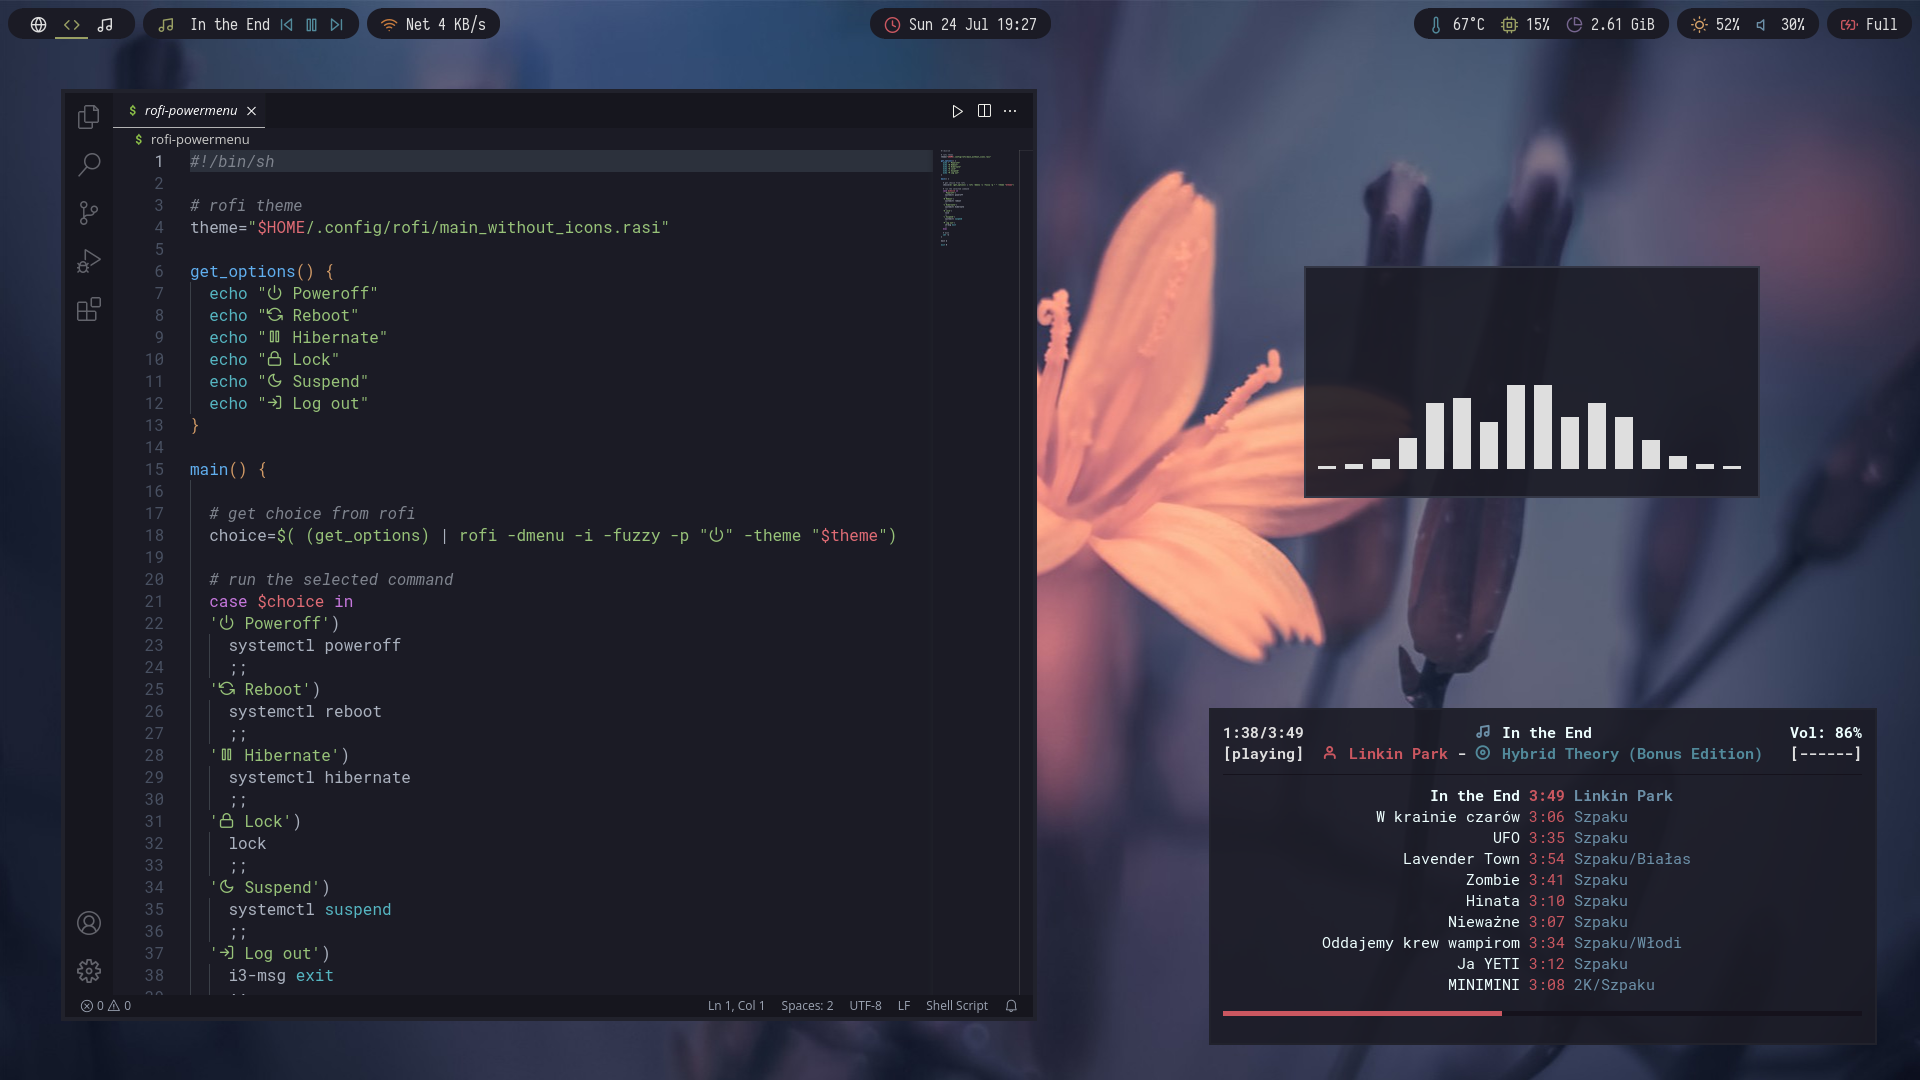 In the End
Net 4 KB/s
Sun 24 Jul 19:27
67°C
15%
2.61 GiB
52%
30%
Full
$ rofi-powermenu
$ rofi-powermenu
1 #!/bin/sh
2
3 # rofi theme
4 theme="$HOME/.config/rofi/main_without_icons.rasi"
5
6 get_options() {
7 echo "⏻ Poweroff"
8 echo " Reboot"
9 echo " Hibernate"
10 echo " Lock"
11 echo "☾ Suspend"
12 echo " Log out"
13 }
14
15 main() {
16
17 # get choice from rofi
18 choice=$( (get_options) | rofi -dmenu -i -fuzzy -p "⏻" -theme "$theme")
19
20 # run the selected command
21 case $choice in
22 '⏻ Poweroff')
23 systemctl poweroff
24 ;;
25 ' Reboot')
26 systemctl reboot
27 ;;
28 ' Hibernate')
29 systemctl hibernate
30 ;;
31 ' Lock')
32 lock
33 ;;
34 '☾ Suspend')
35 systemctl suspend
36 ;;
37 ' Log out')
38 i3-msg exit
0 0
Ln 1, Col 1 Spaces: 2 UTF-8 LF Shell Script
1:38/3:49 In the End Vol: 86%
[playing] Linkin Park - Hybrid Theory (Bonus Edition) [------]
In the End 3:49 Linkin Park
W krainie czarów 3:06 Szpaku
UFO 3:35 Szpaku
Lavender Town 3:54 Szpaku/Białas
Zombie 3:41 Szpaku
Hinata 3:10 Szpaku
Nieważne 3:07 Szpaku
Oddajemy krew wampirom 3:34 Szpaku/Włodi
Ja YETI 3:12 Szpaku
MINIMINI 3:08 2K/Szpaku